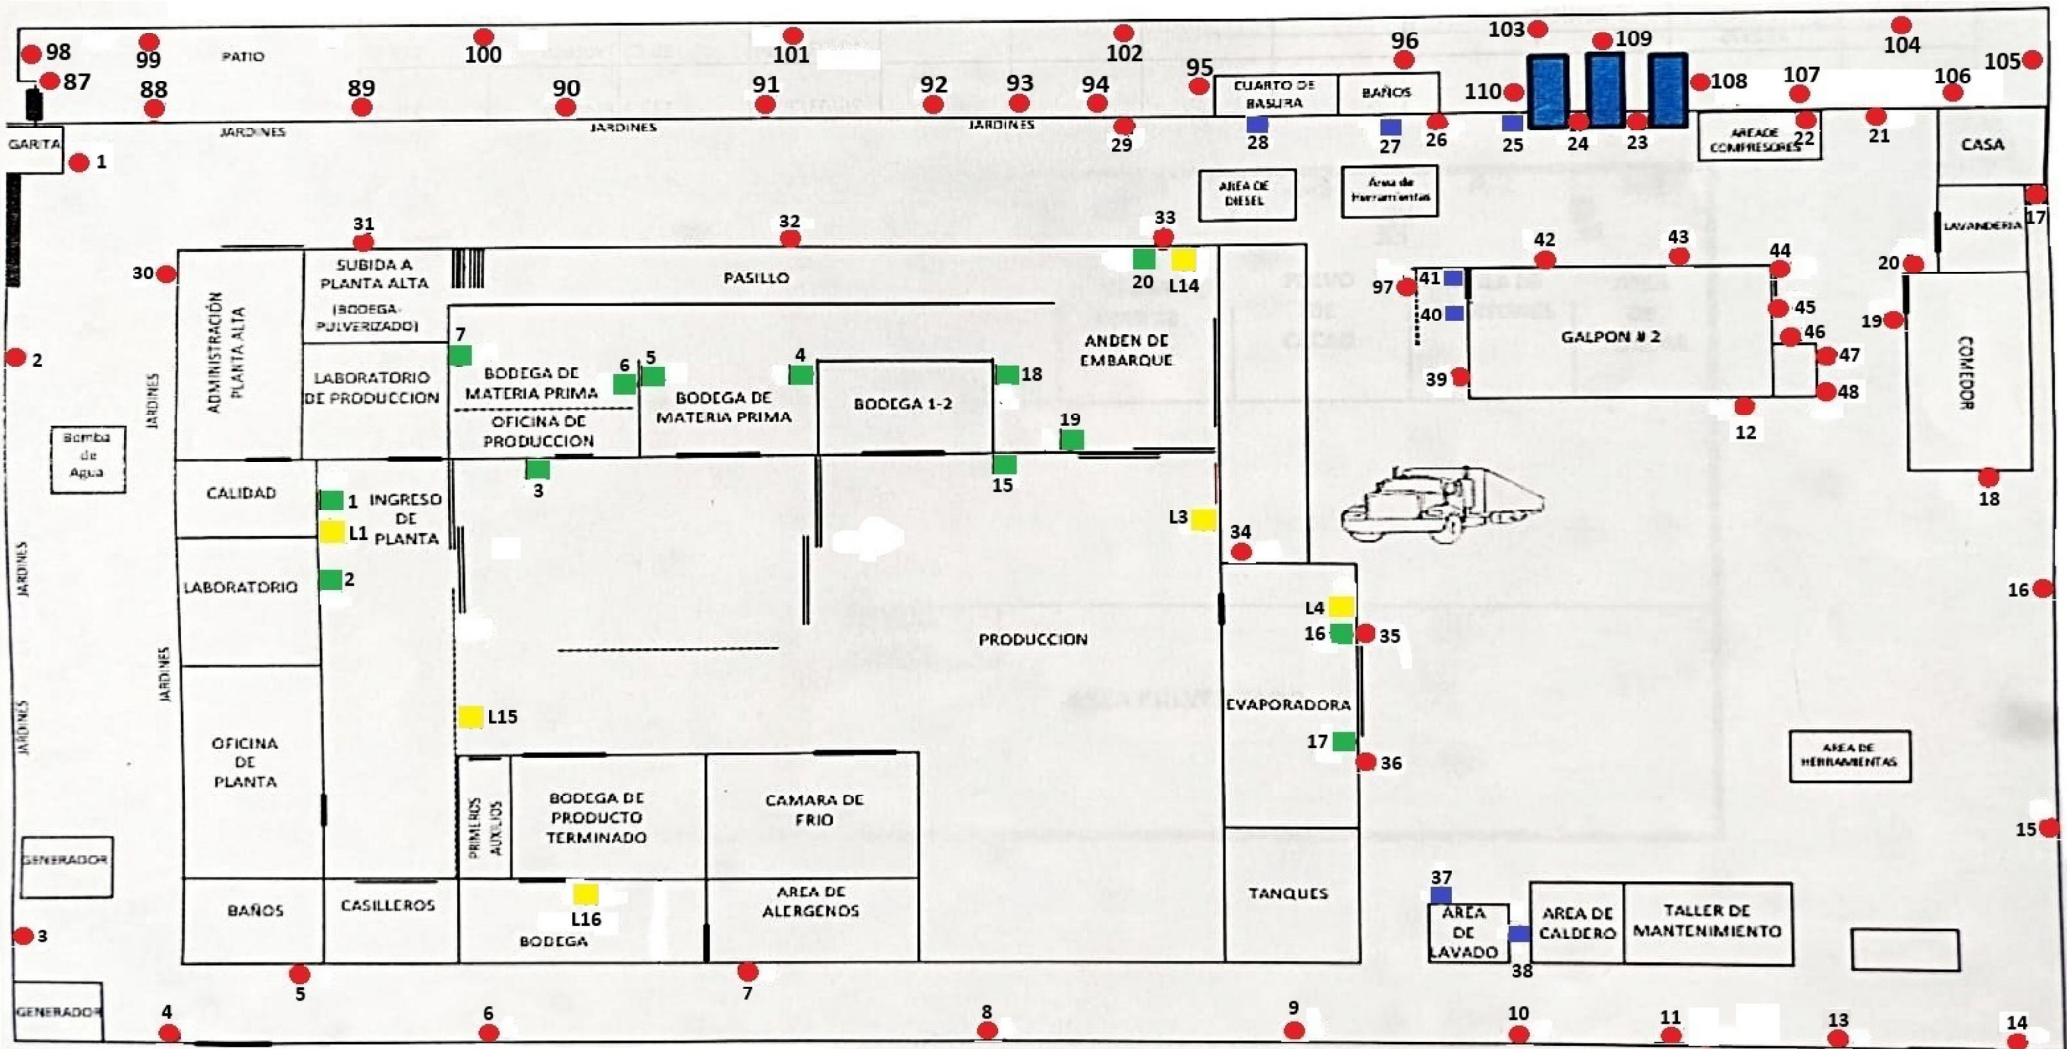 98
99
PATIO
100
101
102
96
103
109
104
105
87
88
89
90
91
92
93
94
95
CUARTO DE
BASURA
BAÑOS
110
108
107
106
JARDINES
JARDINES
JARDINES
29
28
27
26
25
24
23
AREA DE
COMPRESORES
22
21
CASA
GARITA
1
AREA DE
DIESEL
Area de
Herramientas
17
LAVANDERIA
31
32
33
30
SUBIDA A
PLANTA ALTA
(BODEGA-
PULVERIZADO)
PASILLO
20
L14
42
43
44
20
97
41
40
45
46
47
48
19
GALPON # 2
39
12
COMEDOR
18
2
ADMINISTRACIÓN
PLANTA ALTA
JARDINES
LABORATORIO
DE PRODUCCION
7
BODEGA DE
MATERIA PRIMA
6
5
4
OFICINA DE
PRODUCCION
BODEGA DE
MATERIA PRIMA
BODEGA 1-2
18
ANDEN DE
EMBARQUE
19
Bomba
de
Agua
CALIDAD
1
L1
INGRESO
DE
PLANTA
3
15
L3
34
JARDINES
LABORATORIO
2
L4
16
35
16
PRODUCCION
JARDINES
JARDINES
L15
EVAPORADORA
17
36
OFICINA
DE
PLANTA
AREA DE
HERRAMIENTAS
PRIMEROS
AUXILIOS
BODEGA DE
PRODUCTO
TERMINADO
CAMARA DE
FRIO
15
GENERADOR
BAÑOS
CASILLEROS
L16
BODEGA
AREA DE
ALERGENOS
TANQUES
37
AREA
DE
LAVADO
38
AREA DE
CALDERO
TALLER DE
MANTENIMIENTO
3
GENERADOR
5
7
4
6
8
9
10
11
13
14